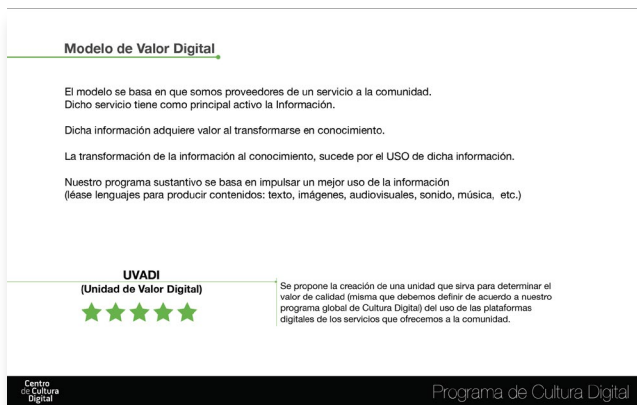 Modelo de Valor Digital
El modelo se basa en que somos proveedores de un servicio a la comunidad.
Dicho servicio tiene como principal activo la Información.
Dicha información adquiere valor al transformarse en conocimiento.
La transformación de la información al conocimiento, sucede por el USO de dicha información.
Nuestro programa sustantivo se basa en impulsar un mejor uso de la información
(léase lenguajes para producir contenidos: texto, imágenes, audiovisuales, sonido, música, etc.)
UVADI
(Unidad de Valor Digital)
Se propone la creación de una unidad que sirva para determinar el
valor de calidad (misma que debemos definir de acuerdo a nuestro
programa global de Cultura Digital) del uso de las plataformas
digitales de los servicios que ofrecemos a la comunidad.
Centro
de Cultura
Digital
Programa de Cultura Digital